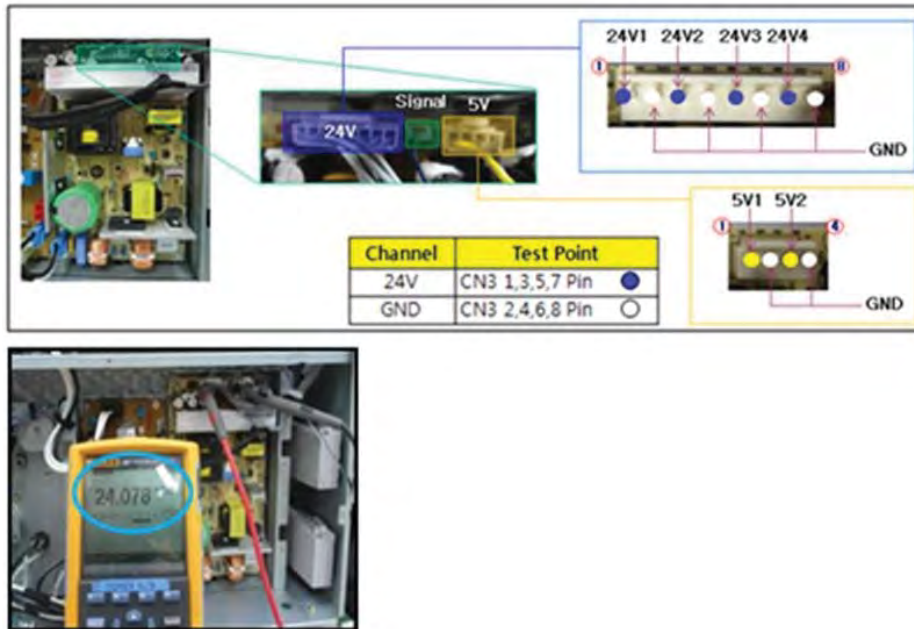 24V1 24V2 24V3 24V4
① 8
GND
Signal 5V
24V
5V1 5V2
① ④
GND
Channel Test Point
24V CN3 1,3,5,7 Pin
GND CN3 2,4,6,8 Pin
24.078